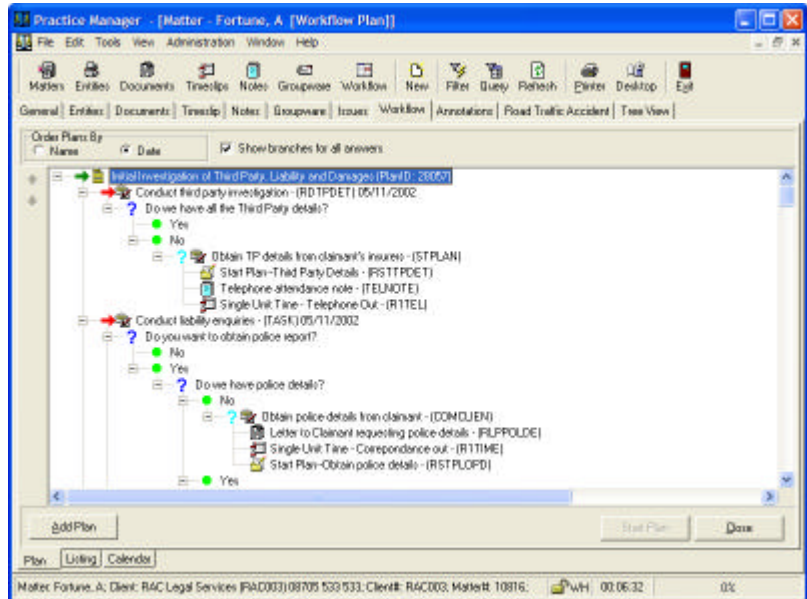 Practice Manager - [Matter - Fortune, A [Workflow Plan]]
File Edit Tools View Administration Window Help
Matters Entities Documents Timeslips Notes Groupware Workflow New Filter Query Refresh Printer Desktop Exit
General Entities Documents Timeslip Notes Groupware Issues Workflow Annotations Road Traffic Accident Tree View
Order Plans By
Name Date Show branches for all answers
Initial Investigation of Third Party, Liability and Damages (PlanID: 28057)
Conduct third party investigation - (RDTPDET) 05/11/2002
? Do we have all the Third Party details?
Yes
No
? Obtain TP details from claimant's insurers - (STPLAN)
Start Plan-Third Party Details - (RSTTPDET)
Telephone attendance note - (TELNOTE)
Single Unit Time - Telephone Out - (R1TEL)
Conduct liability enquiries - (TASK) 05/11/2002
? Do you want to obtain police report?
No
Yes
? Do we have police details?
No
? Obtain police details from claimant - (COMCLIEN)
Letter to Claimant requesting police details - (RLPPOLDE)
Single Unit Time - Correpondance out - (R1TIME)
Start Plan-Obtain police details - (RSTPLOPD)
Yes
Add Plan Start Plan Close
Plan Listing Calendar
Matter: Fortune, A; Client: RAC Legal Services (RAC003) 08705 533 533; Client#: RAC003; Matter#: 10816; WH 00:06:32 0%